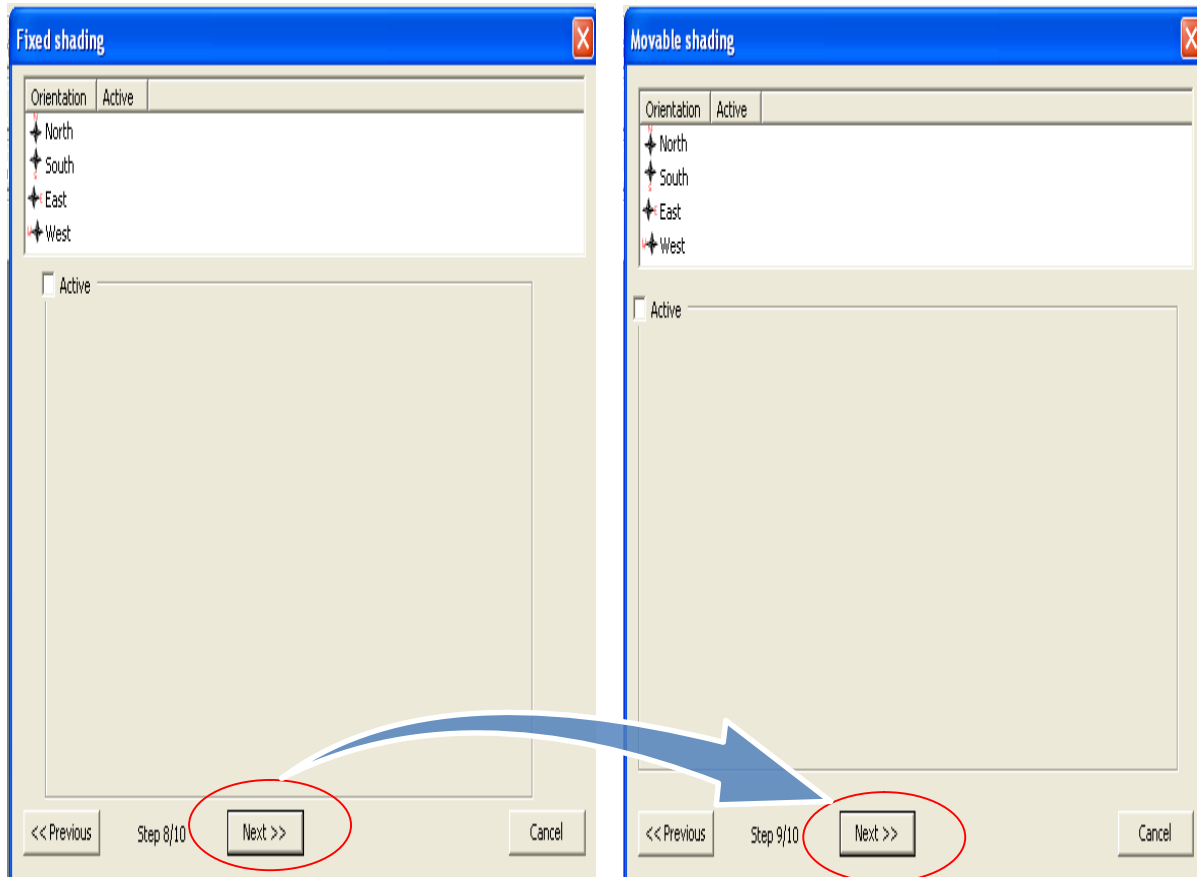 Fixed shading
Orientation Active
North
South
East
West
Active
<< Previous Step 8/10 Next >> Cancel
Movable shading
Orientation Active
North
South
East
West
Active
<< Previous Step 9/10 Next >> Cancel